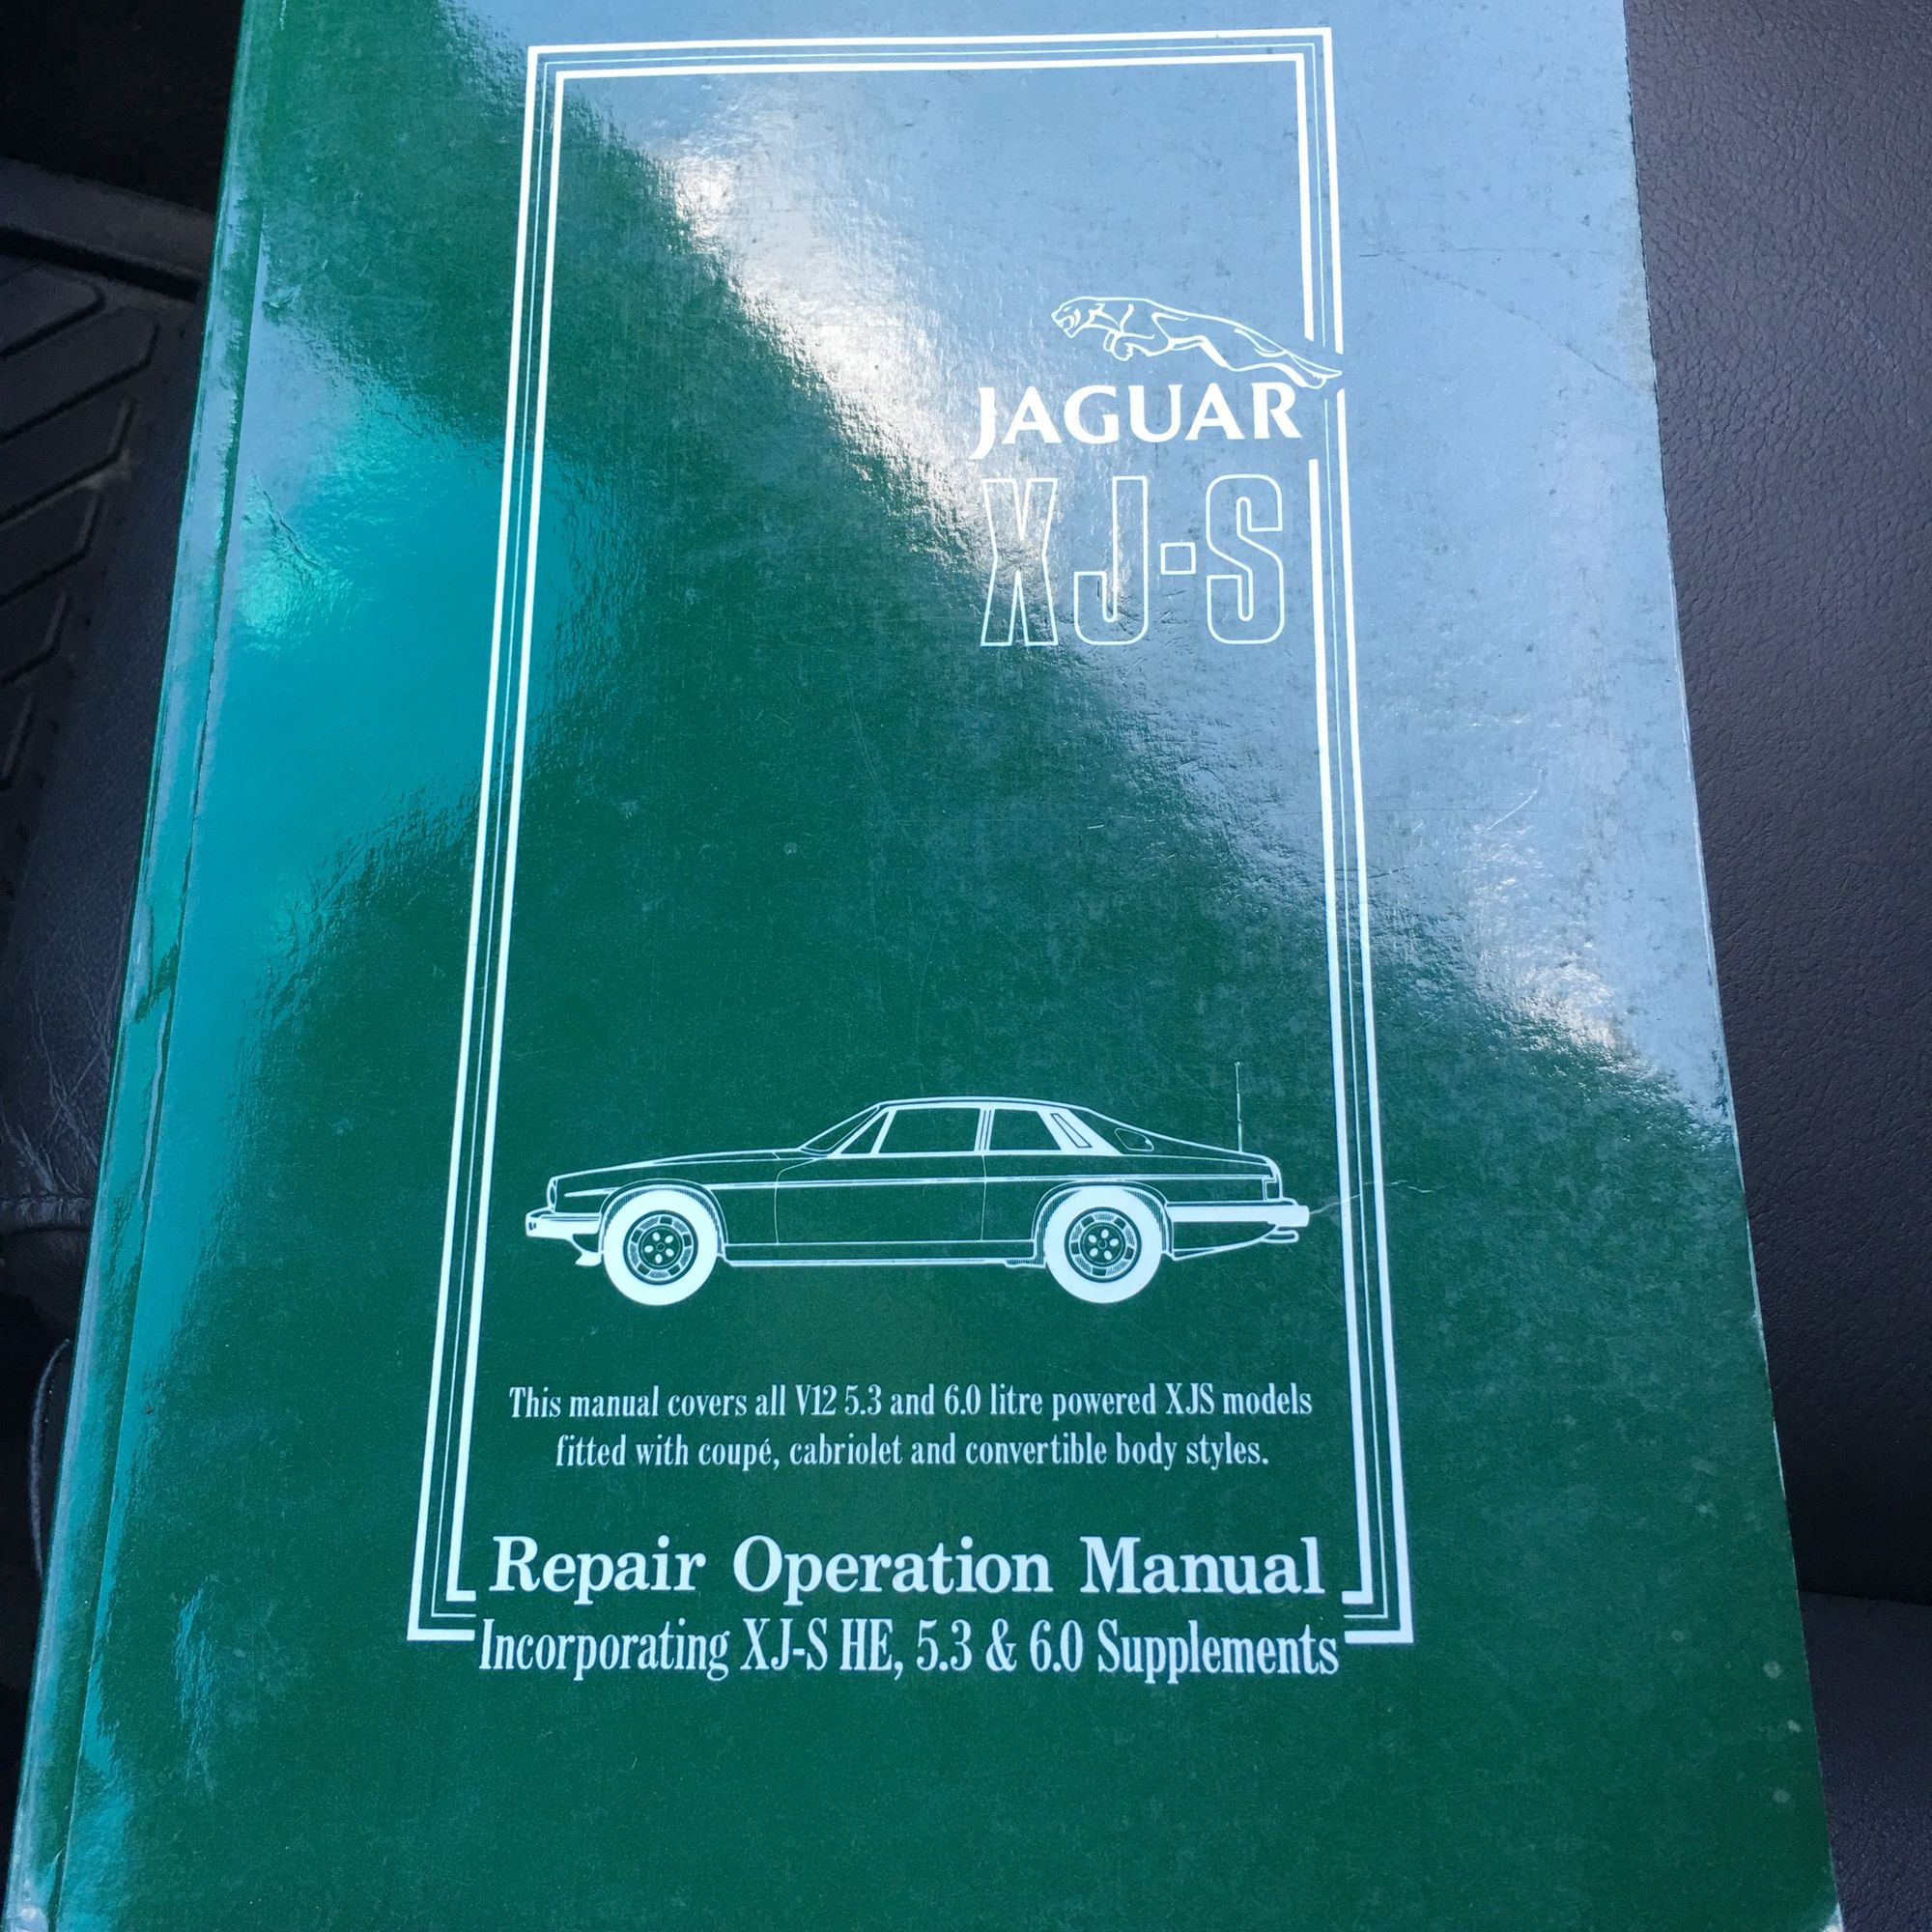 JAGUAR
XJ-S
This manual covers all V12 5.3 and 6.0 litre powered XJS models
fitted with coupé, cabriolet and convertible body styles.
Repair Operation Manual
Incorporating XJ-S HE, 5.3 & 6.0 Supplements